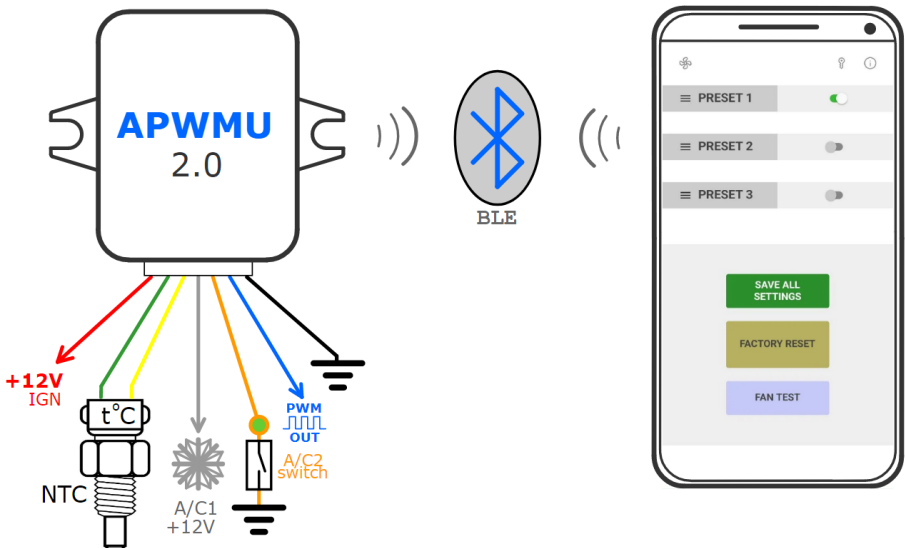 APWMU
2.0
BLE
+12V
IGN
t°C
NTC
A/C1
+12V
PWM
OUT
A/C2
switch
PRESET 1
PRESET 2
PRESET 3
SAVE ALL
SETTINGS
FACTORY RESET
FAN TEST